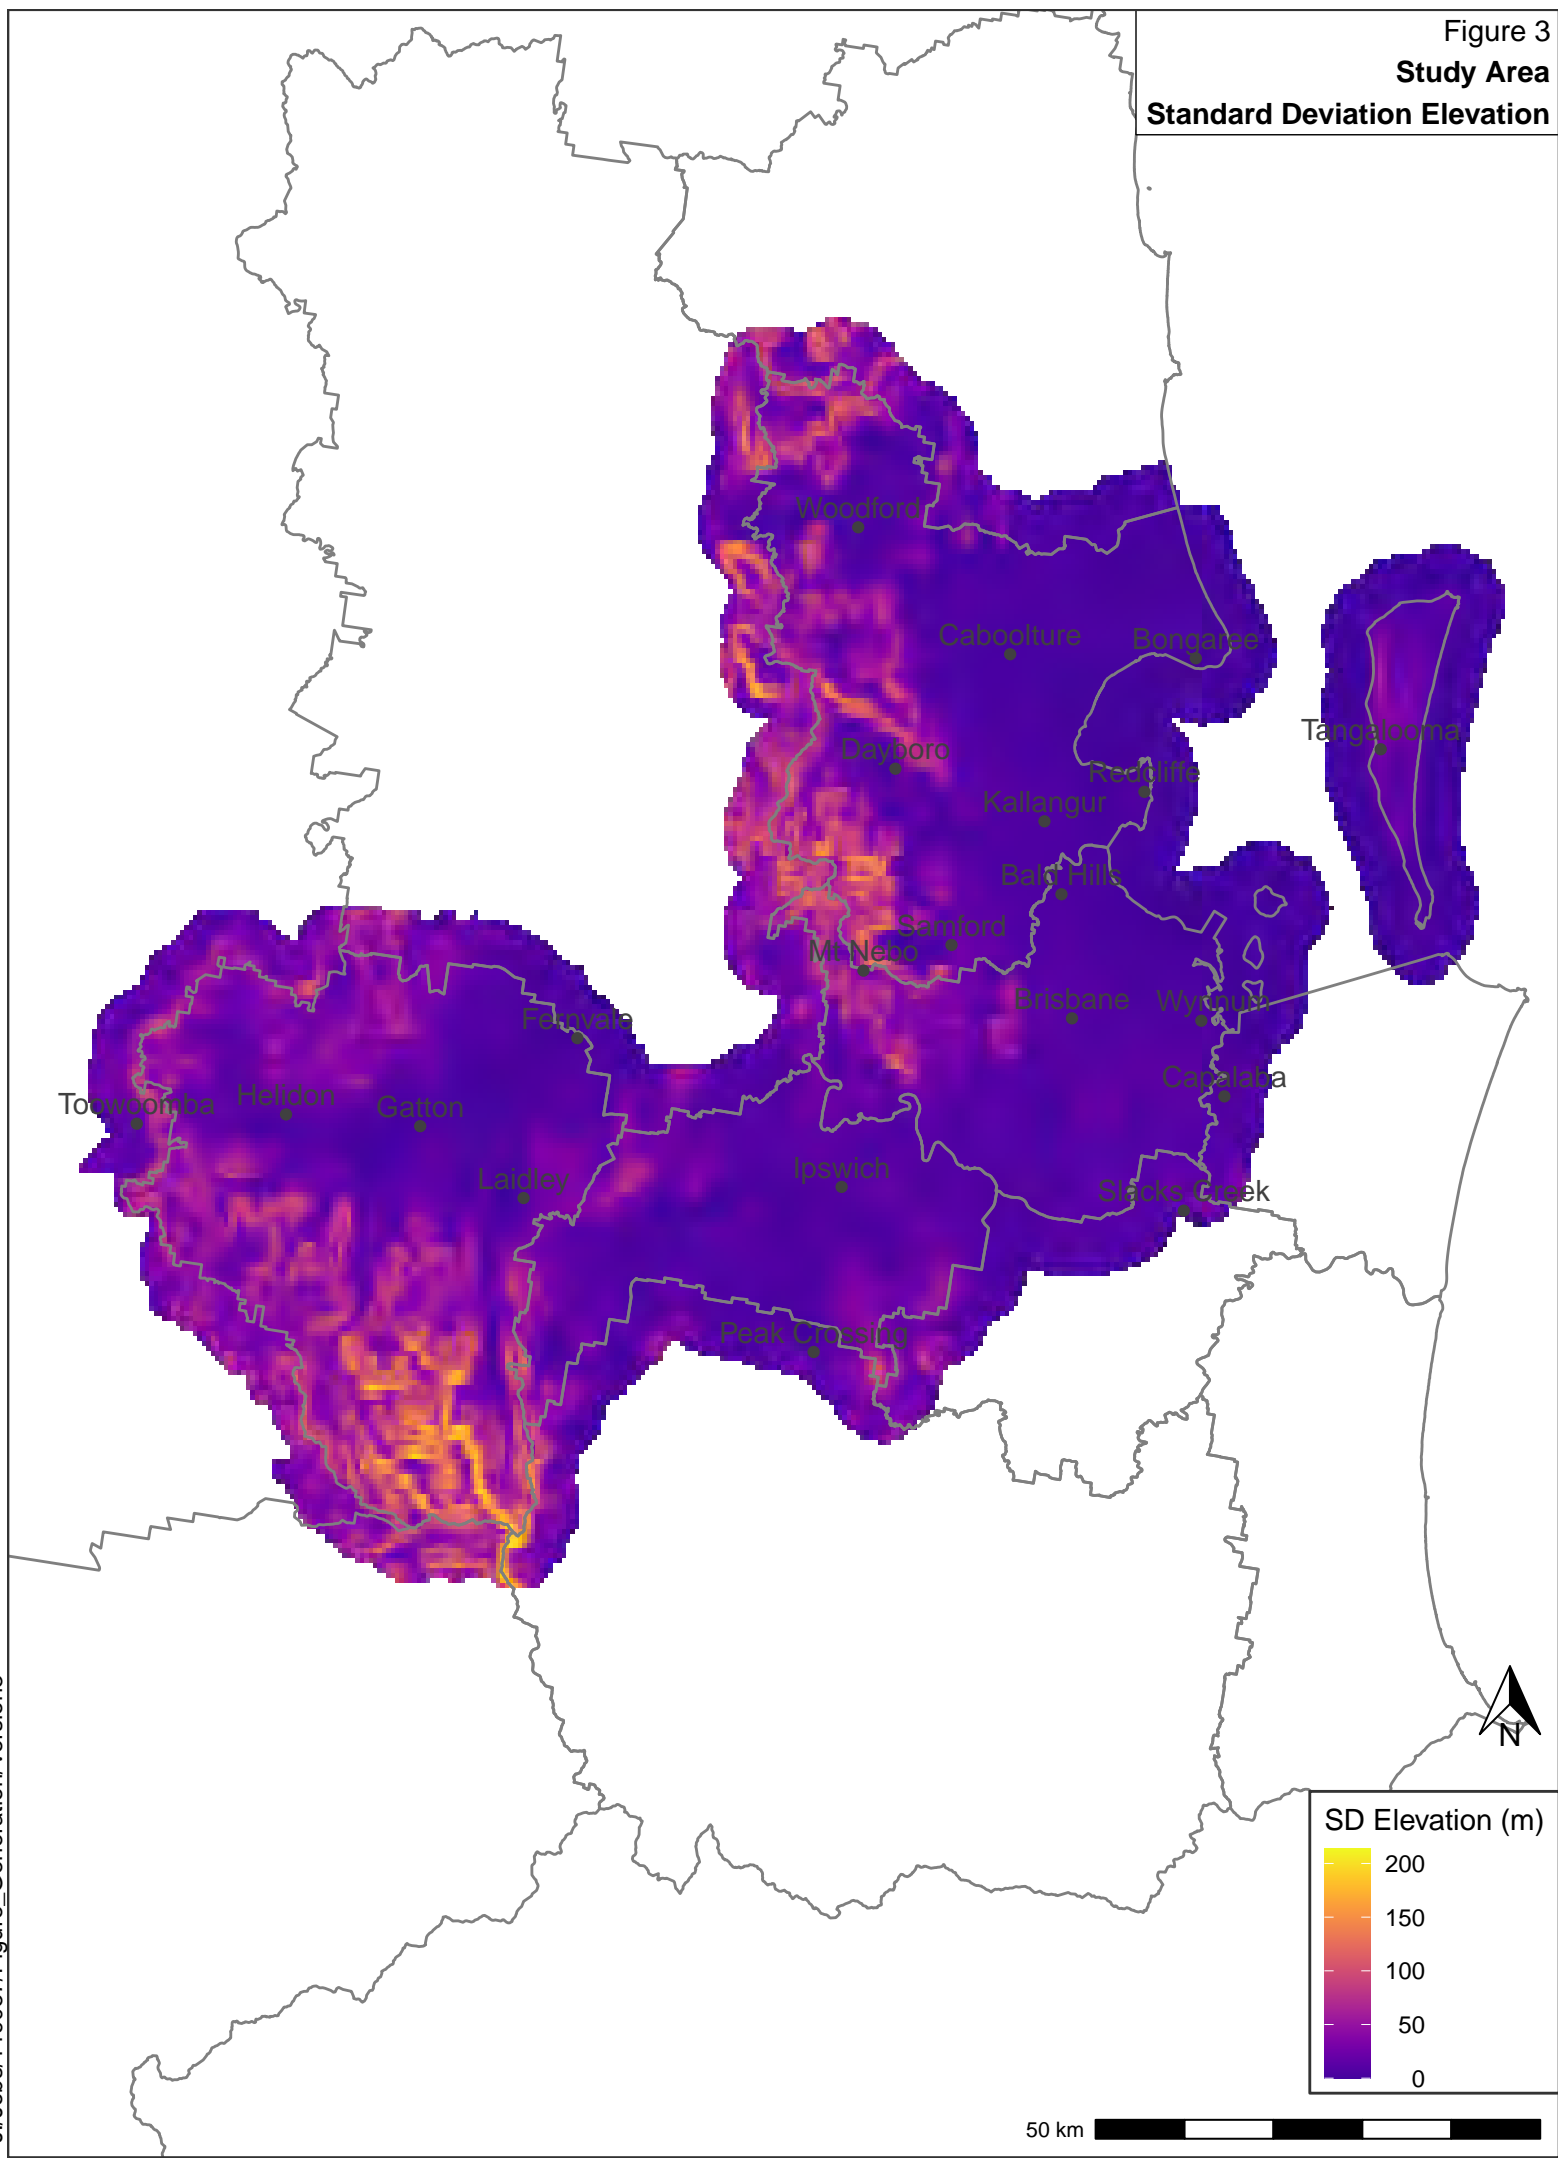 Figure 3
Study Area
Standard Deviation Elevation
Woodford
Caboolture
Bongaree
Tangalooma
Dayboro
Redcliffe
Kallangur
Bald Hills
Samford
Mt Nebo
Brisbane
Wynnum
Fernvale
Capalaba
Toowoomba
Helidon
Gatton
Ipswich
Laidley
Slacks Creek
Peak Crossing
N
SD Elevation (m)
200
150
100
50
0
50 km